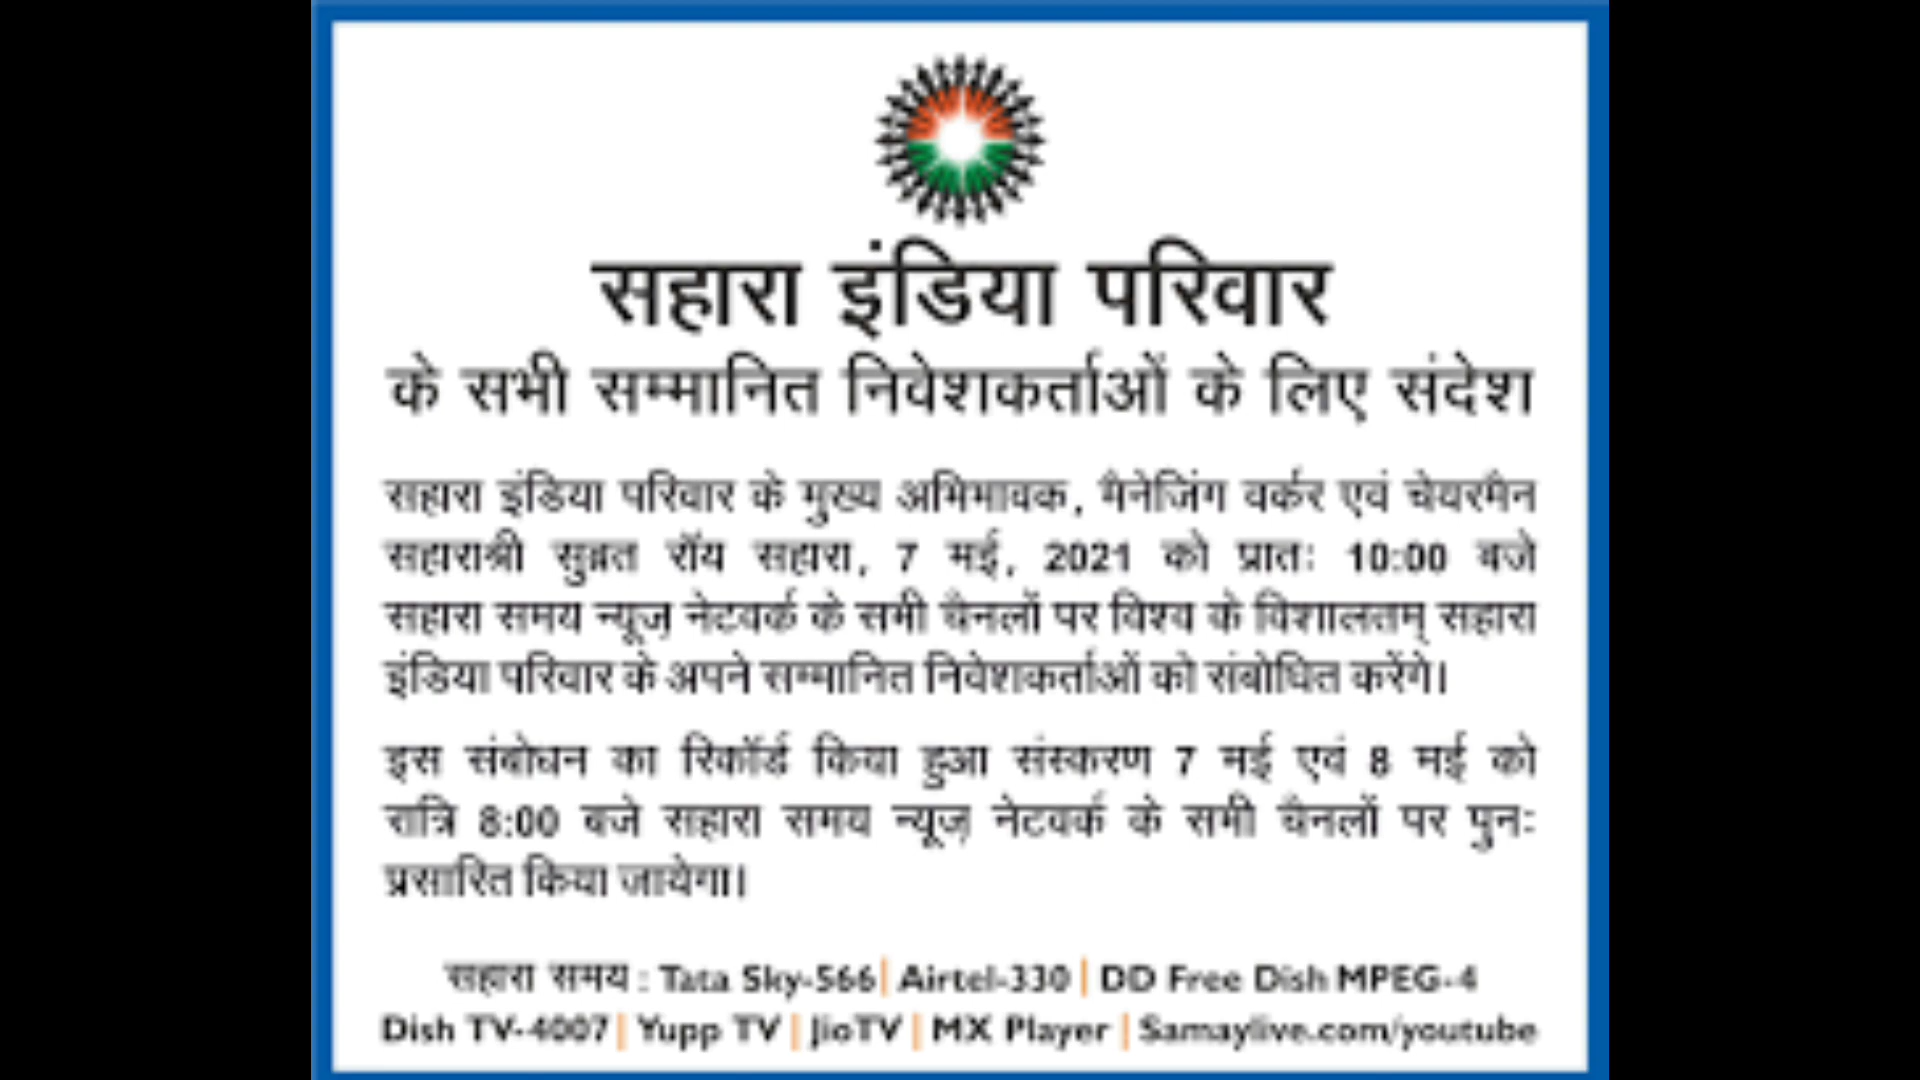 सहारा इंडिया परिवार
के सभी सम्मानित निवेशकर्ताओं के लिए संदेश
सहारा इंडिया परिवार के मुख्य अभिभावक, मैनेजिंग वर्कर एवं चेयरमैन
सहाराश्री सुब्रत रॉय सहारा, 7 मई, 2021 को प्रातः 10:00 बजे
सहारा समय न्यूज़ नेटवर्क के सभी चैनलों पर विश्व के विशालतम् सहारा
इंडिया परिवार के अपने सम्मानित निवेशकर्ताओं को संबोधित करेंगे।
इस संबोधन का रिकॉर्ड किया हुआ संस्करण 7 मई एवं 8 मई को
रात्रि 8:00 बजे सहारा समय न्यूज़ नेटवर्क के सभी चैनलों पर पुनः
प्रसारित किया जायेगा।
सहारा समय : Tata Sky-566| Airtel-330 | DD Free Dish MPEG-4
Dish TV-4007| Yupp TV | JioTV | MX Player | Samaylive.com/youtube